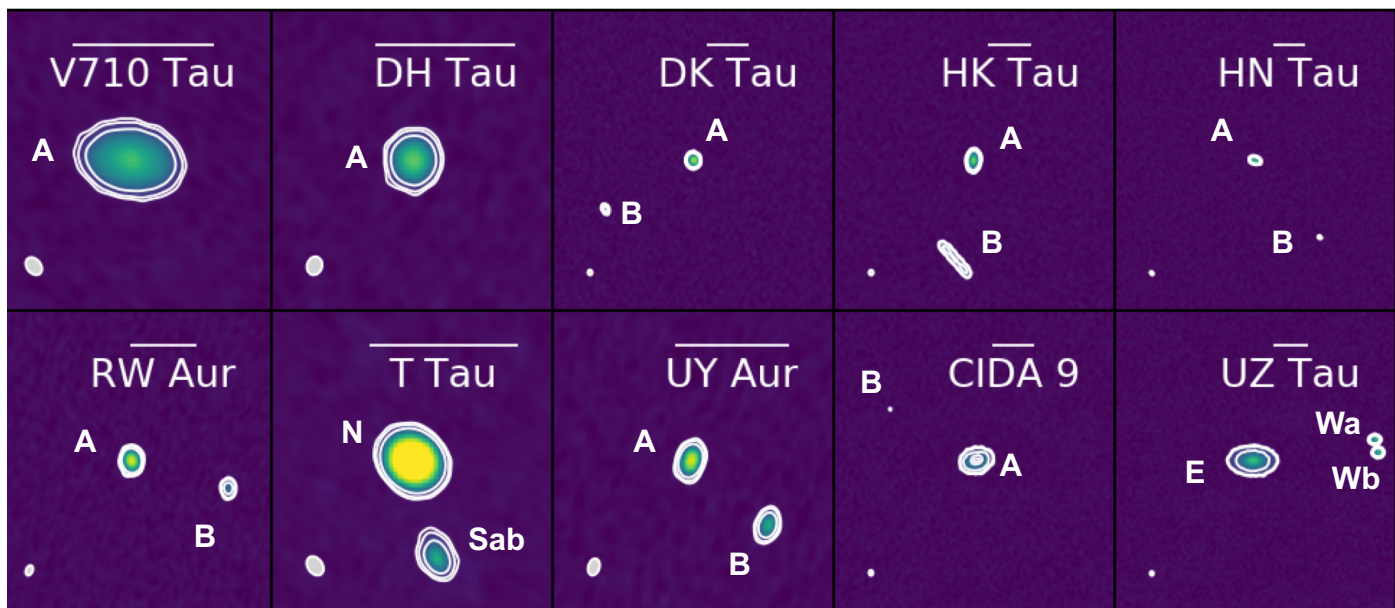 V710 Tau
A
DH Tau
A
DK Tau
A
B
HK Tau
A
B
HN Tau
A
B
RW Aur
A
B
T Tau
N
Sab
UY Aur
A
B
CIDA 9
B
A
UZ Tau
Wa
E
Wb